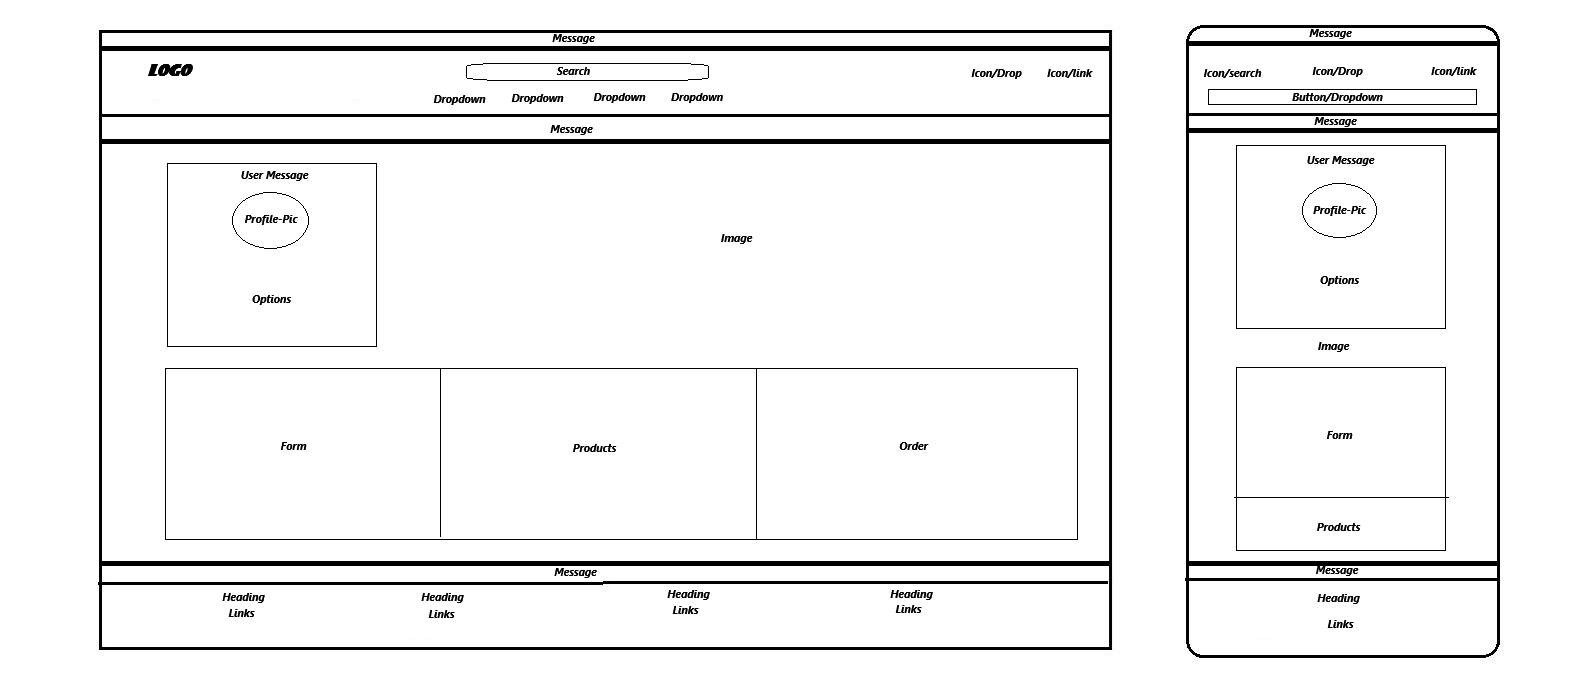 Message
LOGO
Search
Icon/Drop Icon/link
Dropdown Dropdown Dropdown Dropdown
Message
User Message
Profile-Pic
Options
Image
Form Products Order
Message
Heading Heading Heading Heading
Links Links Links Links
Message
Icon/search Icon/Drop Icon/link
Button/Dropdown
Message
User Message
Profile-Pic
Options
Image
Form
Products
Message
Heading
Links